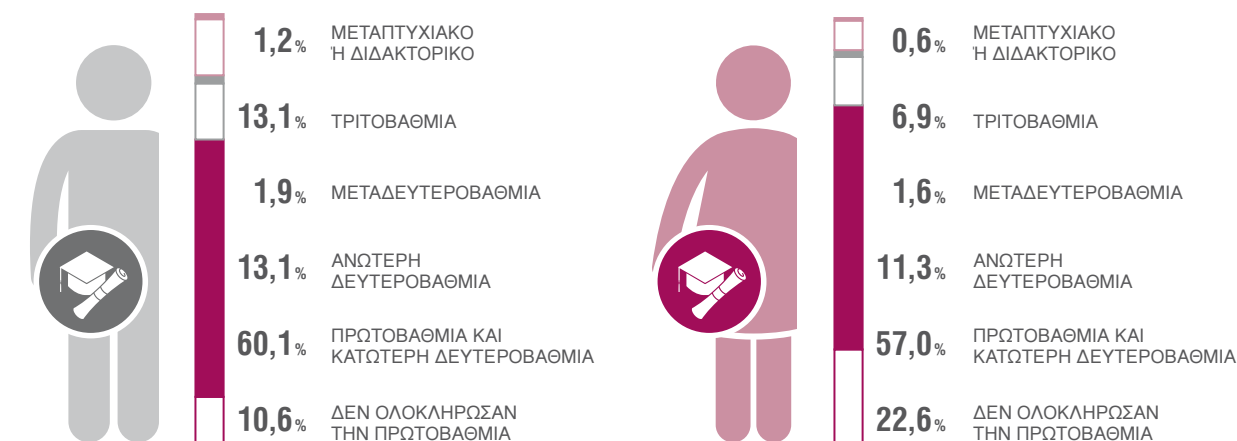 1,2% ΜΕΤΑΠΤΥΧΙΑΚΟ
Ή ΔΙΔΑΚΤΟΡΙΚΟ
13,1% ΤΡΙΤΟΒΑΘΜΙΑ
1,9% ΜΕΤΑΔΕΥΤΕΡΟΒΑΘΜΙΑ
13,1% ΑΝΩΤΕΡΗ
ΔΕΥΤΕΡΟΒΑΘΜΙΑ
60,1% ΠΡΩΤΟΒΑΘΜΙΑ ΚΑΙ
ΚΑΤΩΤΕΡΗ ΔΕΥΤΕΡΟΒΑΘΜΙΑ
10,6% ΔΕΝ ΟΛΟΚΛΗΡΩΣΑΝ
ΤΗΝ ΠΡΩΤΟΒΑΘΜΙΑ
0,6% ΜΕΤΑΠΤΥΧΙΑΚΟ
Ή ΔΙΔΑΚΤΟΡΙΚΟ
6,9% ΤΡΙΤΟΒΑΘΜΙΑ
1,6% ΜΕΤΑΔΕΥΤΕΡΟΒΑΘΜΙΑ
11,3% ΑΝΩΤΕΡΗ
ΔΕΥΤΕΡΟΒΑΘΜΙΑ
57,0% ΠΡΩΤΟΒΑΘΜΙΑ ΚΑΙ
ΚΑΤΩΤΕΡΗ ΔΕΥΤΕΡΟΒΑΘΜΙΑ
22,6% ΔΕΝ ΟΛΟΚΛΗΡΩΣΑΝ
ΤΗΝ ΠΡΩΤΟΒΑΘΜΙΑ